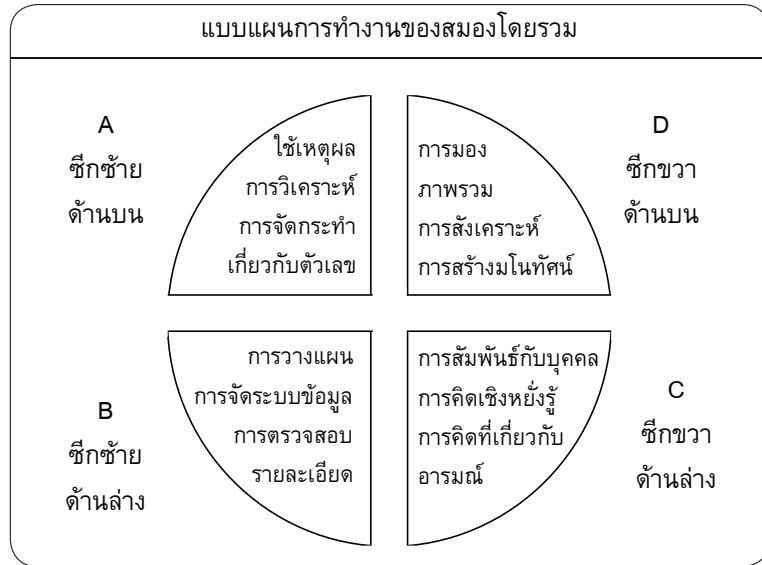 แบบแผนการทำงานของสมองโดยรวม
A
ซีกซ้าย
ด้านบน
ใช้เหตุผล
การวิเคราะห์
การจัดกระทำ
เกี่ยวกับตัวเลข
การมอง
ภาพรวม
การสังเคราะห์
การสร้างมโนทัศน์
D
ซีกขวา
ด้านบน
B
ซีกซ้าย
ด้านล่าง
การวางแผน
การจัดระบบข้อมูล
การตรวจสอบ
รายละเอียด
การสัมพันธ์กับบุคคล
การคิดเชิงหยั่งรู้
การคิดที่เกี่ยวกับ
อารมณ์
C
ซีกขวา
ด้านล่าง